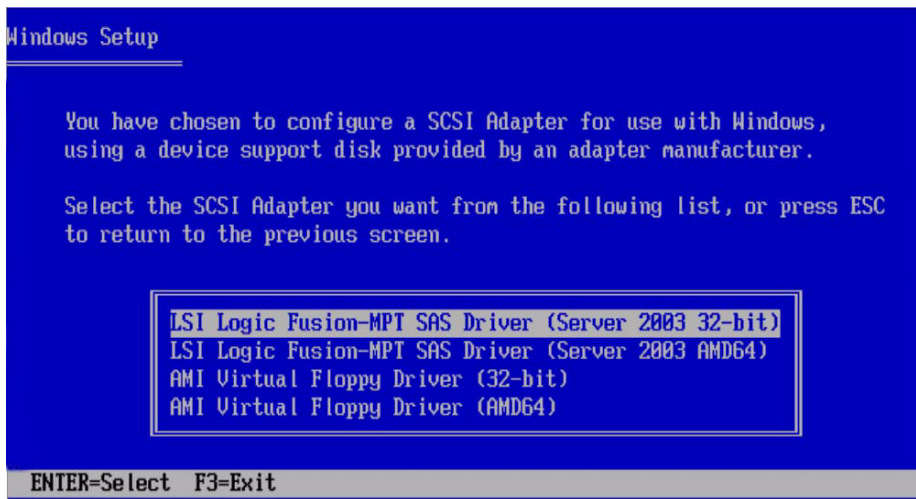 Windows Setup
You have chosen to configure a SCSI Adapter for use with Windows,
using a device support disk provided by an adapter manufacturer.
Select the SCSI Adapter you want from the following list, or press ESC
to return to the previous screen.
LSI Logic Fusion-MPT SAS Driver (Server 2003 32-bit)
LSI Logic Fusion-MPT SAS Driver (Server 2003 AMD64)
AMI Virtual Floppy Driver (32-bit)
AMI Virtual Floppy Driver (AMD64)
ENTER=Select F3=Exit